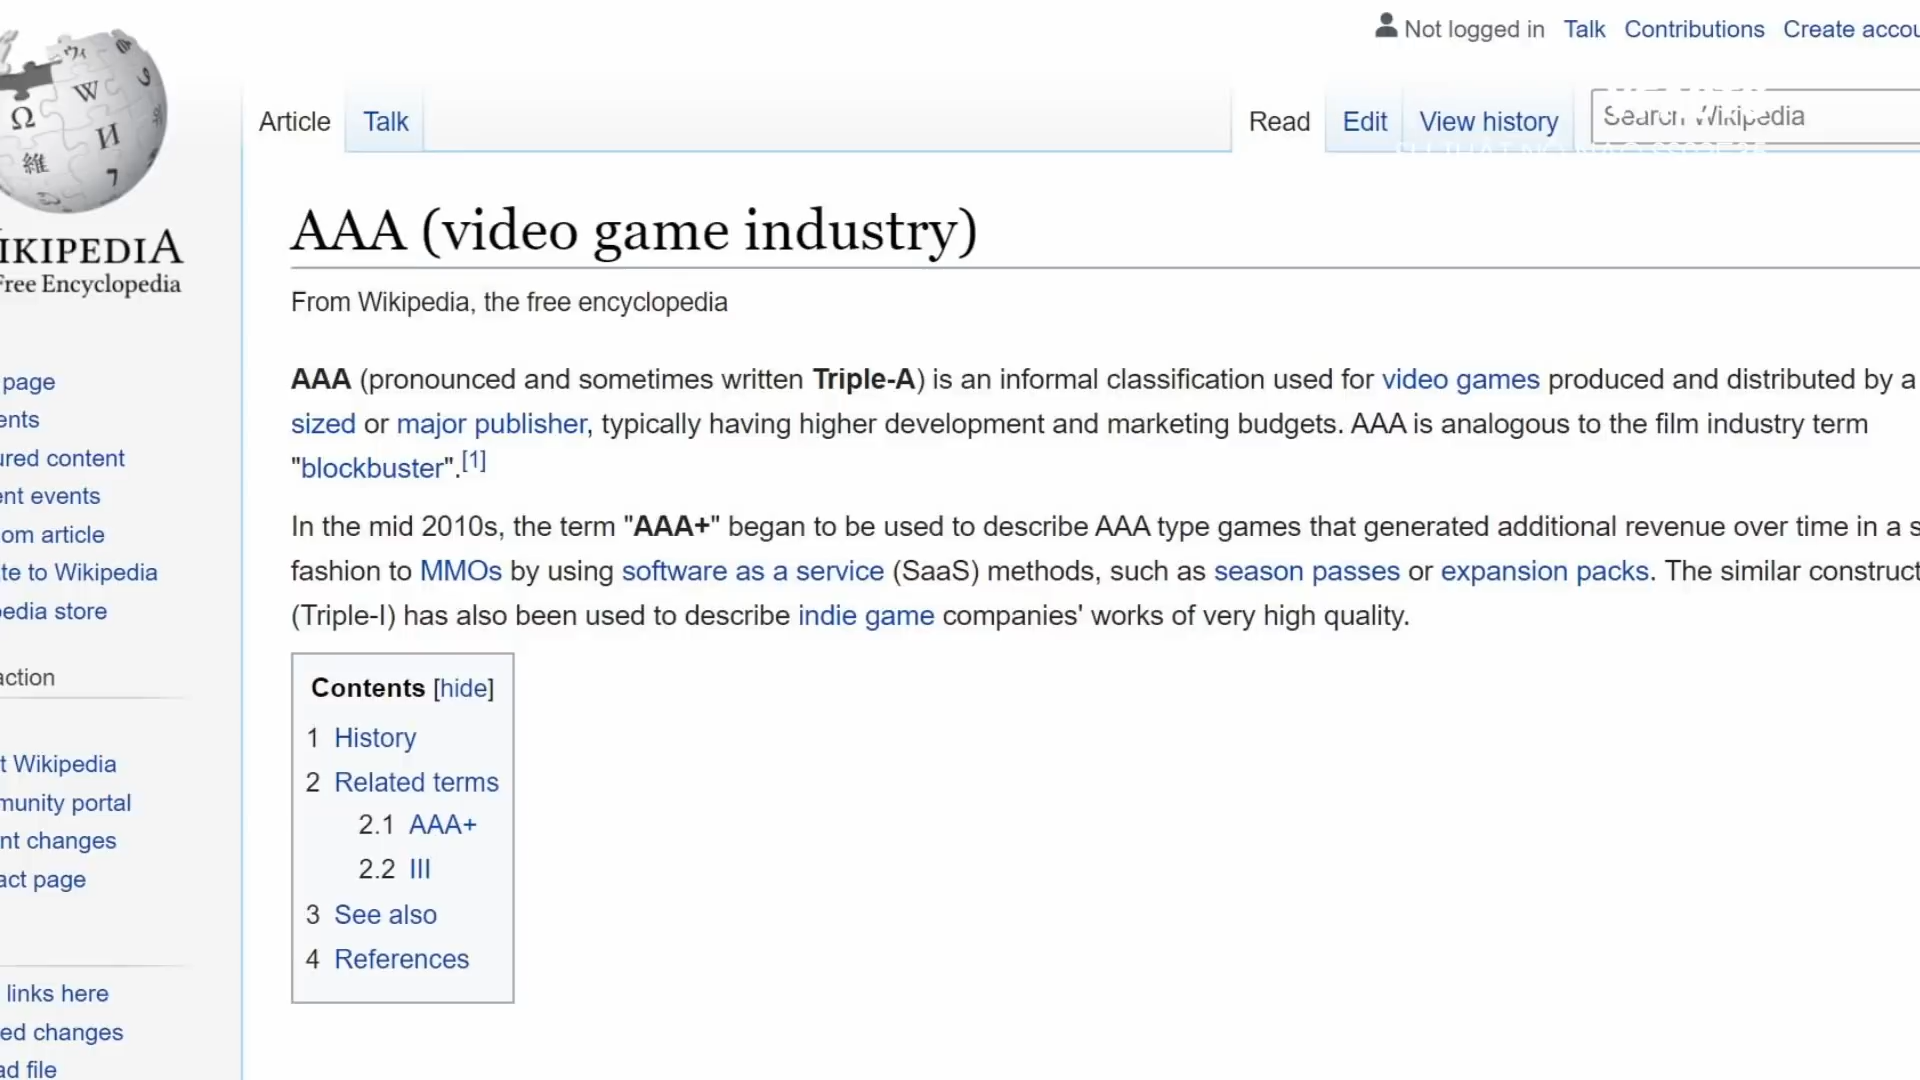 Not logged in Talk Contributions Create accou
Article Talk Read Edit View history Search Wikipedia
IKIPEDIA
Free Encyclopedia
AAA (video game industry)
From Wikipedia, the free encyclopedia
AAA (pronounced and sometimes written Triple-A) is an informal classification used for video games produced and distributed by a
sized or major publisher, typically having higher development and marketing budgets. AAA is analogous to the film industry term
"blockbuster".[1]
In the mid 2010s, the term "AAA+" began to be used to describe AAA type games that generated additional revenue over time in a s
fashion to MMOs by using software as a service (SaaS) methods, such as season passes or expansion packs. The similar construct
(Triple-I) has also been used to describe indie game companies' works of very high quality.
Contents [hide]
1 History
2 Related terms
2.1 AAA+
2.2 III
3 See also
4 References
page
ents
ured content
ent events
om article
te to Wikipedia
pedia store
action
t Wikipedia
munity portal
nt changes
act page
links here
ed changes
ad file